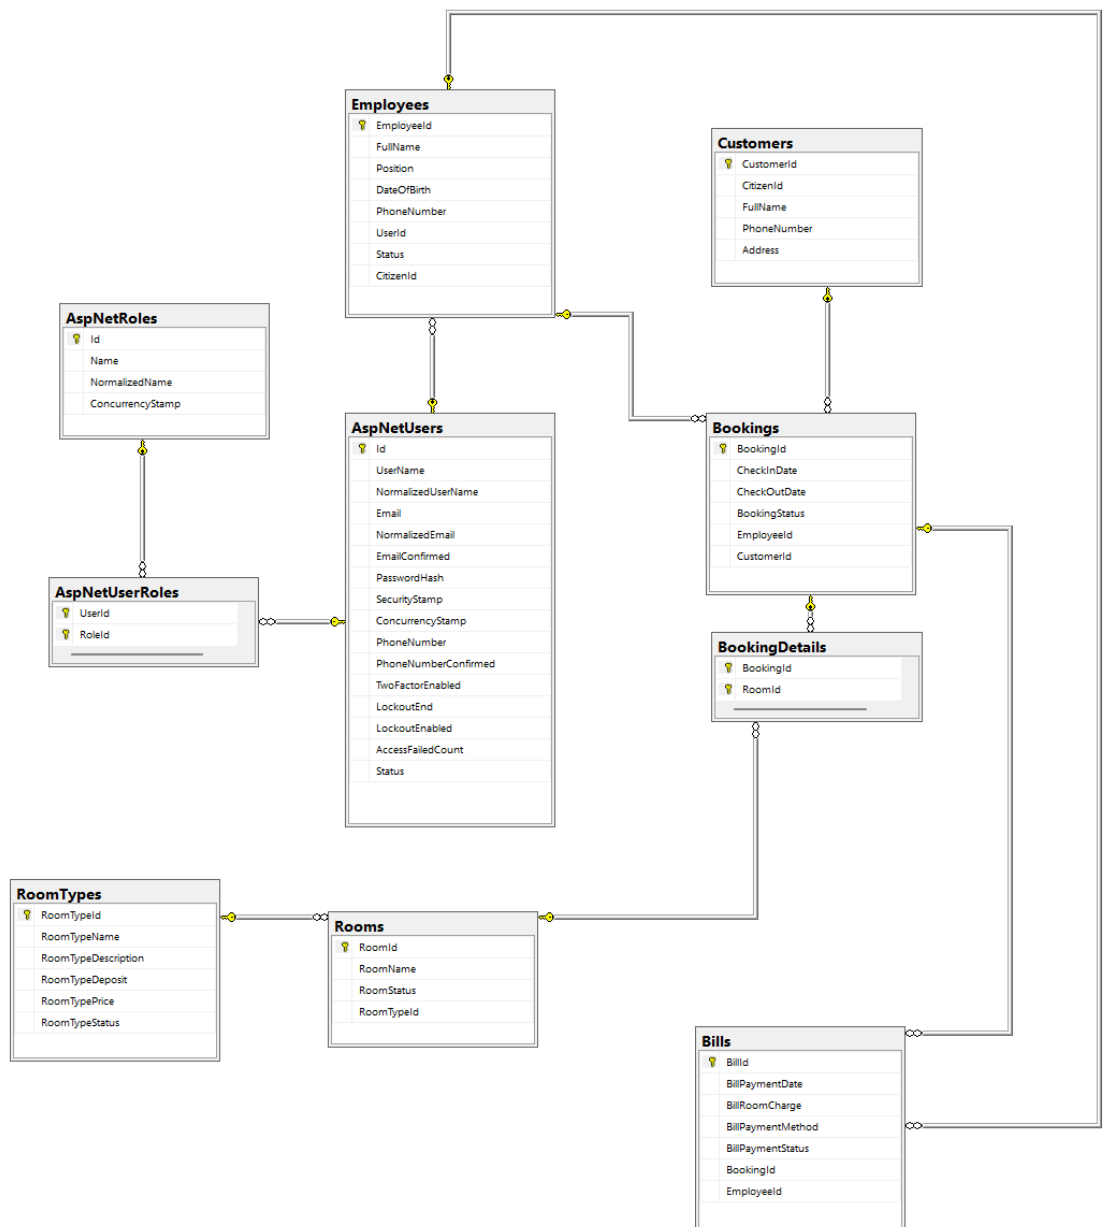 Employees
EmployeeId
FullName
Position
DateOfBirth
PhoneNumber
UserId
Status
CitizenId
Customers
CustomerId
CitizenId
FullName
PhoneNumber
Address
AspNetRoles
Id
Name
NormalizedName
ConcurrencyStamp
AspNetUsers
Id
UserName
NormalizedUserName
Email
NormalizedEmail
EmailConfirmed
PasswordHash
SecurityStamp
ConcurrencyStamp
PhoneNumber
PhoneNumberConfirmed
TwoFactorEnabled
LockoutEnd
LockoutEnabled
AccessFailedCount
Status
Bookings
BookingId
CheckInDate
CheckOutDate
BookingStatus
EmployeeId
CustomerId
AspNetUserRoles
UserId
RoleId
BookingDetails
BookingId
RoomId
RoomTypes
RoomTypeId
RoomTypeName
RoomTypeDescription
RoomTypeDeposit
RoomTypePrice
RoomTypeStatus
Rooms
RoomId
RoomName
RoomStatus
RoomTypeId
Bills
BillId
BillPaymentDate
BillRoomCharge
BillPaymentMethod
BillPaymentStatus
BookingId
EmployeeId